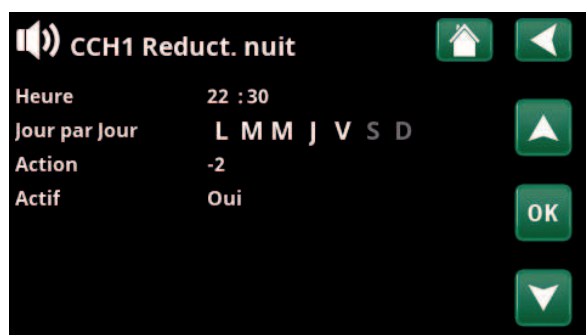 CCH1 Reduct. nuit
Heure 22 :30
Jour par Jour L M M J V S D
Action -2
Actif Oui
OK